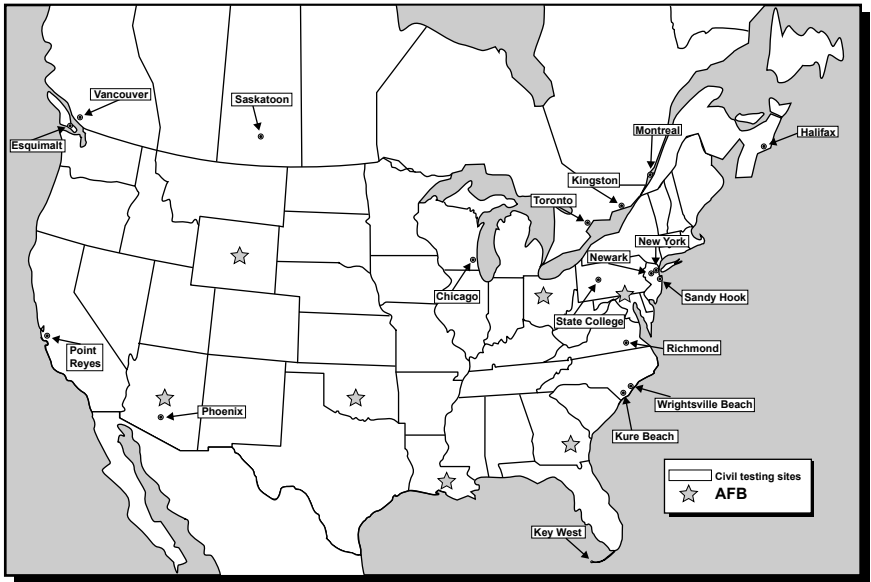 Vancouver
Saskatoon
Esquimalt
Montreal
Halifax
Kingston
Toronto
New York
Newark
Chicago
Sandy Hook
State College
Point
Reyes
Richmond
Phoenix
Wrightsville Beach
Kure Beach
Civil testing sites
AFB
Key West